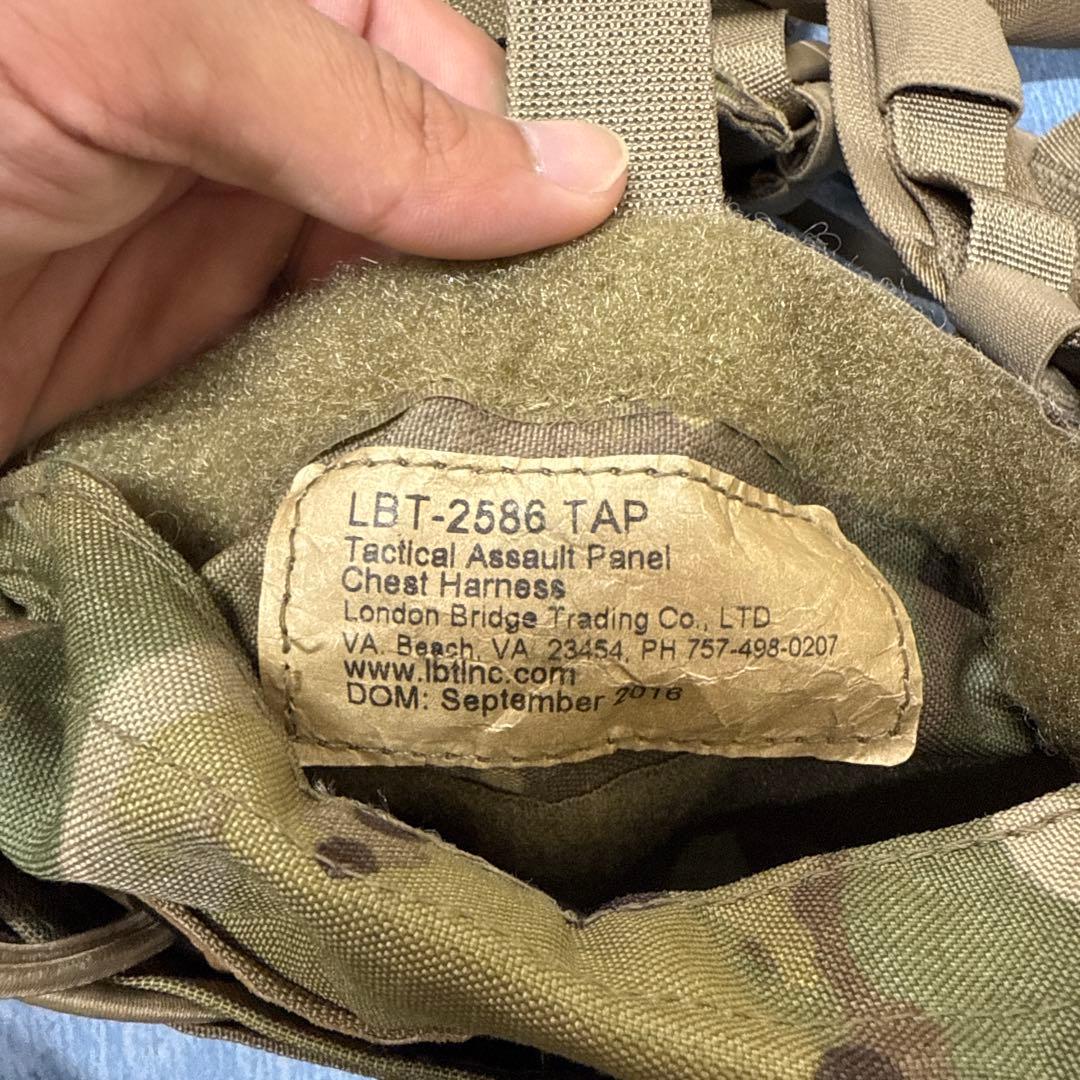 LBT-2586 TAP
Tactical Assault Panel
Chest Harness
London Bridge Trading Co., LTD
VA. Beach, VA. 23454, PH 757-498-0207
www.lbtinc.com
DOM: September 2016